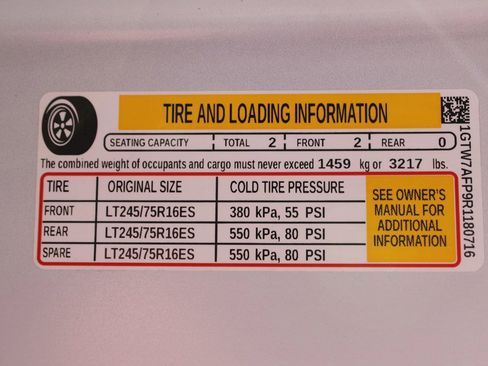 TIRE AND LOADING INFORMATION
SEATING CAPACITY TOTAL 2 FRONT 2 REAR 0
The combined weight of occupants and cargo must never exceed 1459 kg or 3217 lbs.
TIRE ORIGINAL SIZE COLD TIRE PRESSURE
FRONT LT245/75R16ES 380 kPa, 55 PSI
REAR LT245/75R16ES 550 kPa, 80 PSI
SPARE LT245/75R16ES 550 kPa, 80 PSI
SEE OWNER'S
MANUAL FOR
ADDITIONAL
INFORMATION
1GTW7AFP9R1180716